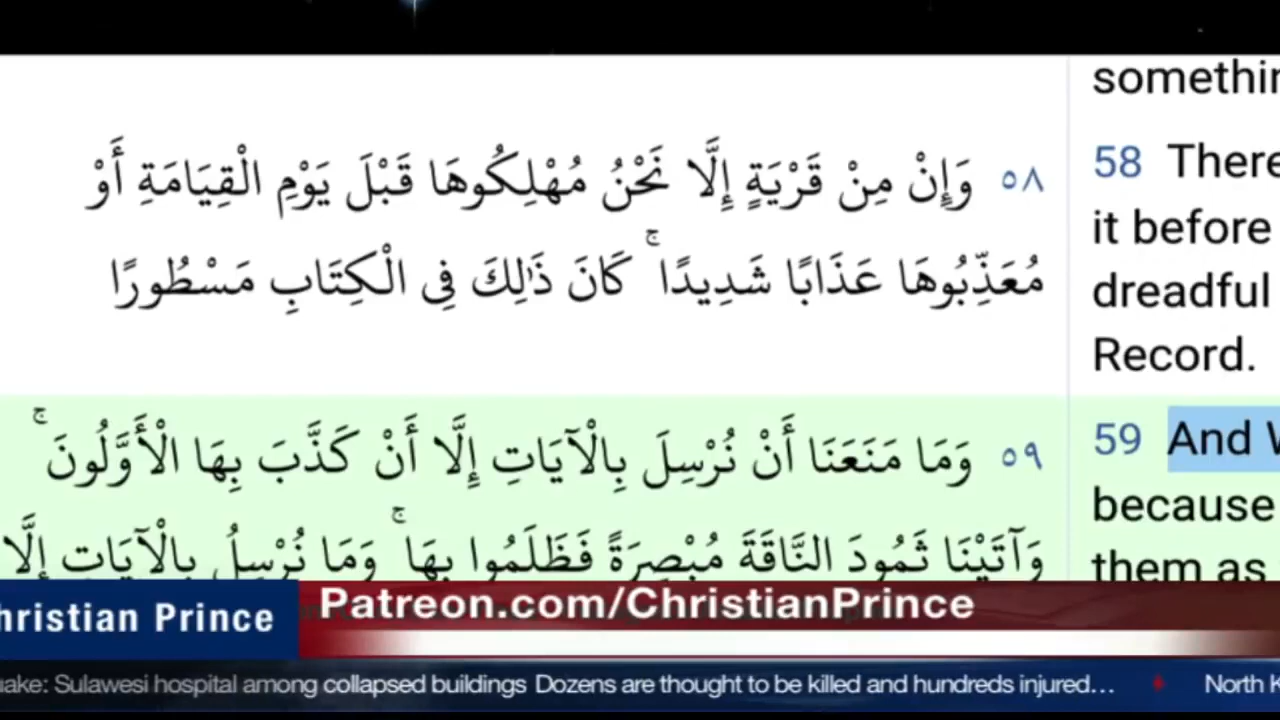 somethin
٥٨ وَإِنْ مِنْ قَرْيَةٍ إِلَّا نَحْنُ مُهْلِكُوهَا قَبْلَ يَوْمِ الْقِيَامَةِ أَوْ
مُعَذِّبُوهَا عَذَابًا شَدِيدًا ۚ كَانَ ذَٰلِكَ فِي الْكِتَابِ مَسْطُورًا
58 There
it before
dreadful
Record.
٥٩ وَمَا مَنَعَنَا أَنْ نُرْسِلَ بِالْآيَاتِ إِلَّا أَنْ كَذَّبَ بِهَا الْأَوَّلُونَ ۚ
وَآتَيْنَا ثَمُودَ النَّاقَةَ مُبْصِرَةً فَظَلَمُوا بِهَا ۚ وَمَا نُرْسِلُ بِالْآيَاتِ إِلَّا
59 And W
because
them as
hristian Prince
Patreon.com/ChristianPrince
uake: Sulawesi hospital among collapsed buildings Dozens are thought to be killed and hundreds injured... North K